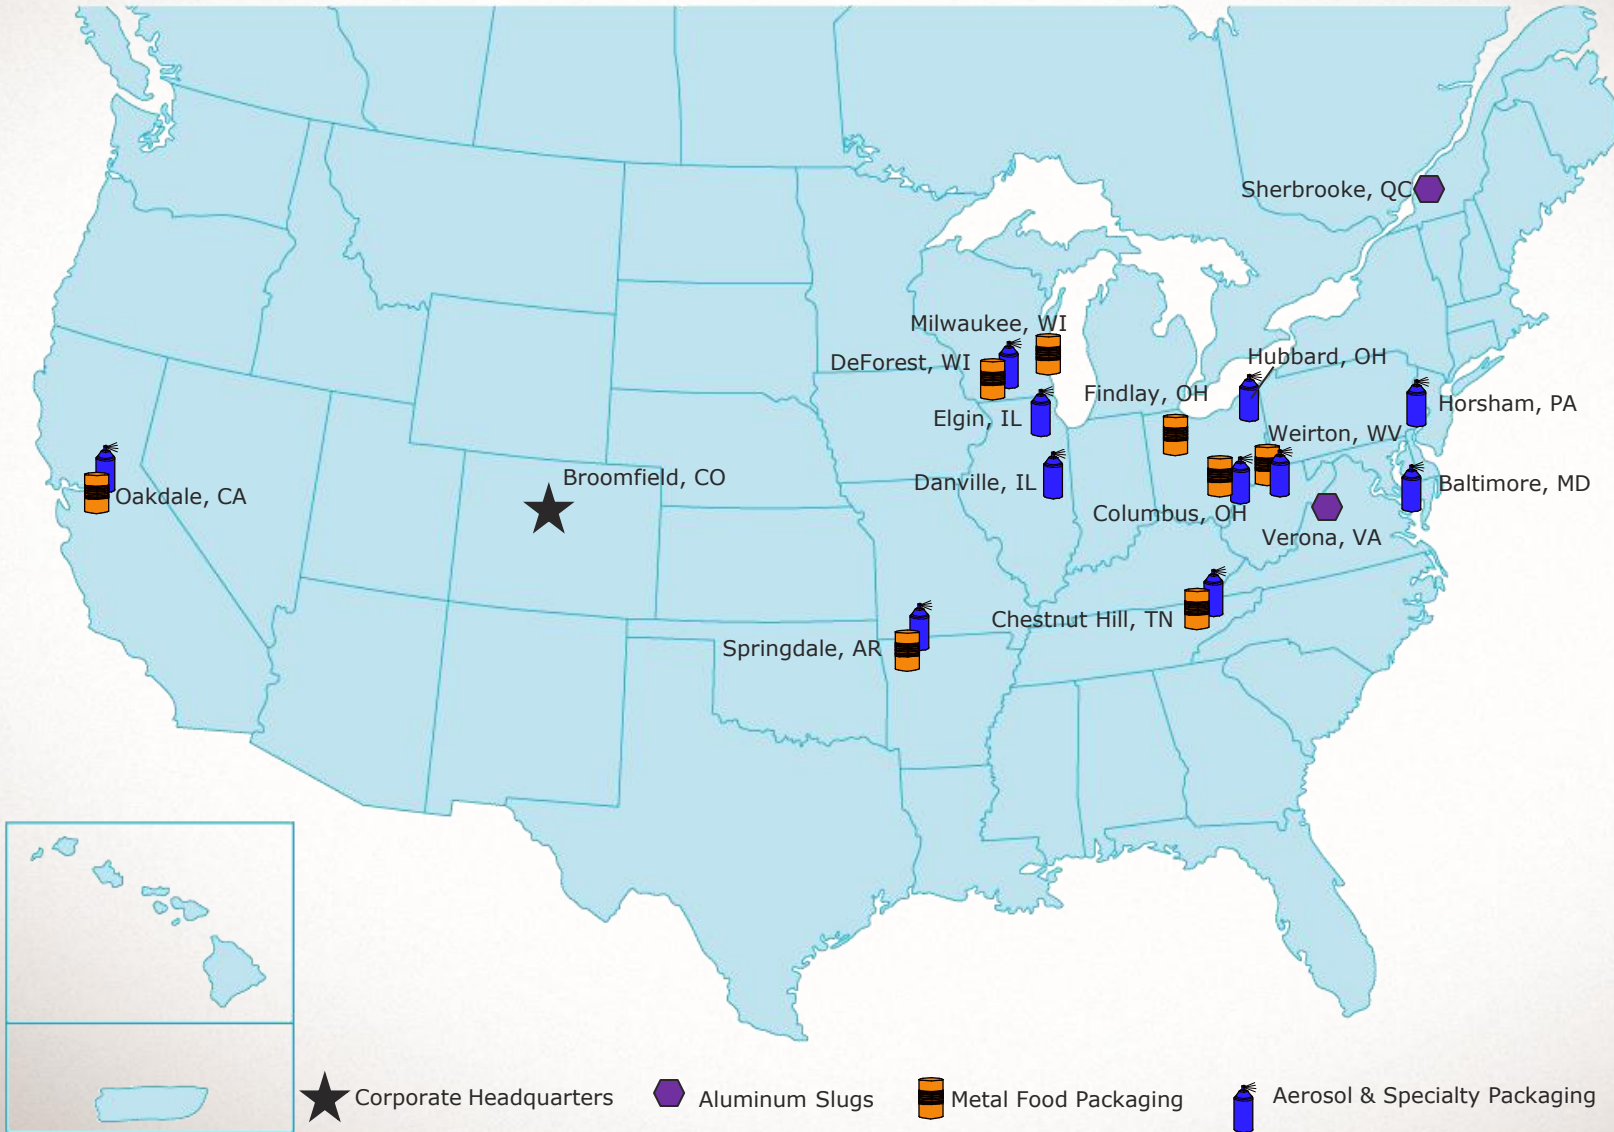 Sherbrooke, QC
Milwaukee, WI
DeForest, WI
Hubbard, OH
Findlay, OH
Horsham, PA
Elgin, IL
Weirton, WV
Broomfield, CO
Danville, IL
Baltimore, MD
Oakdale, CA
Columbus, OH
Verona, VA
Chestnut Hill, TN
Springdale, AR
Corporate Headquarters
Aluminum Slugs
Metal Food Packaging
Aerosol & Specialty Packaging